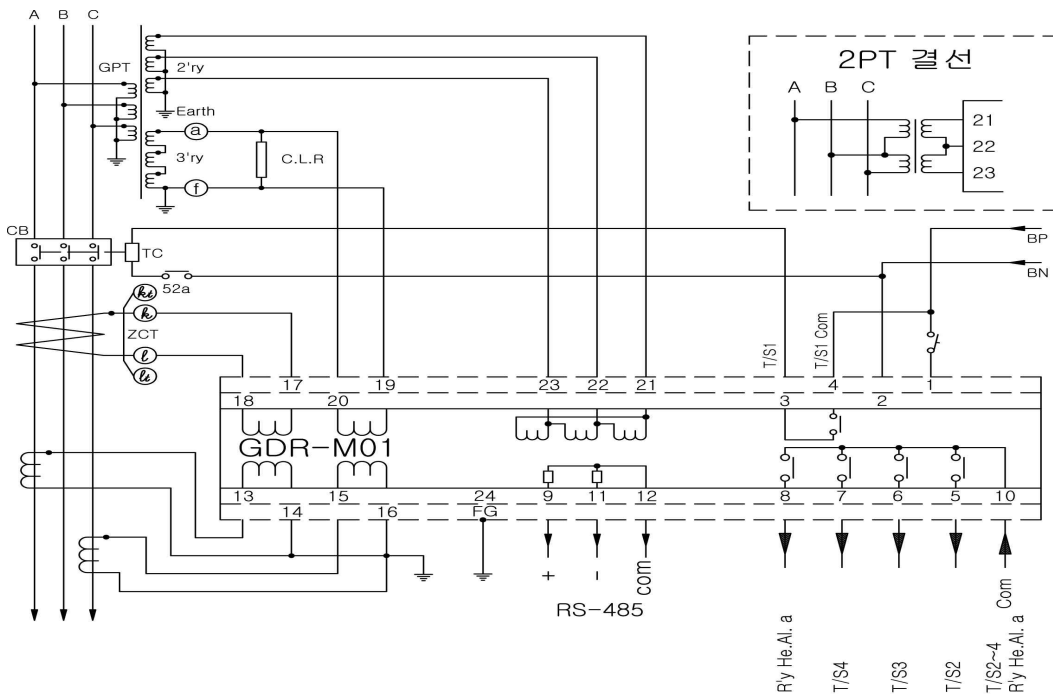 A B C
GPT
2'ry
Earth
a
3'ry
C.L.R
f
2PT 결선
A B C
21
22
23
CB
TC
52a
BP
BN
kt
k
ZCT
l
lt
T/S1
T/S1 Com
17 19 23 22 21 4 1
18 20 3 2
GDR-M01
13 15 24 9 11 12 8 7 6 5 10
14 16 FG
+
-
com
RS-485
R'y He.Al. a
T/S4
T/S3
T/S2
T/S2~4
R'y He.Al. a
Com